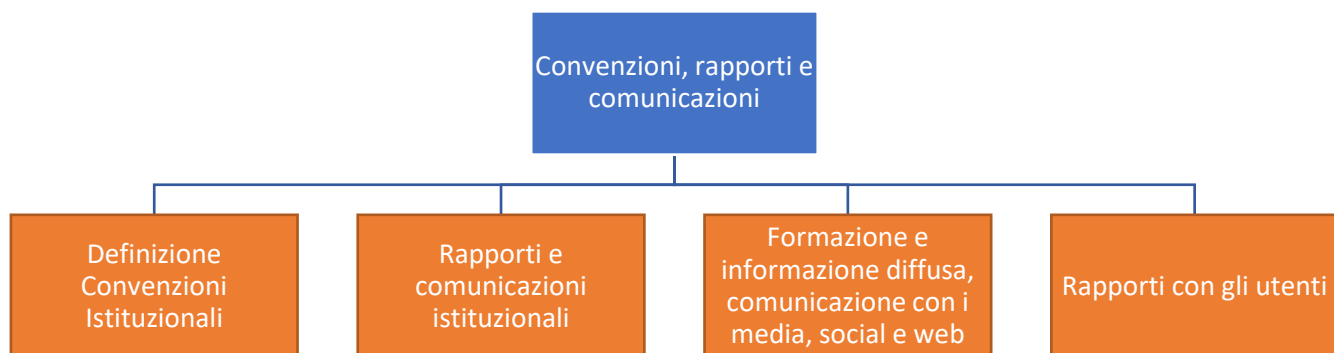 Convenzioni, rapporti e
comunicazioni
Definizione
Convenzioni
Istituzionali
Rapporti e
comunicazioni
istituzionali
Formazione e
informazione diffusa,
comunicazione con i
media, social e web
Rapporti con gli utenti